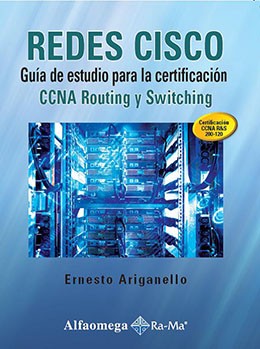 REDES CISCO
Guía de estudio para la certificación
CCNA Routing y Switching
Certificación
CCNA R&S
200-120
Ernesto Ariganello
Alfaomega Ra-Ma®